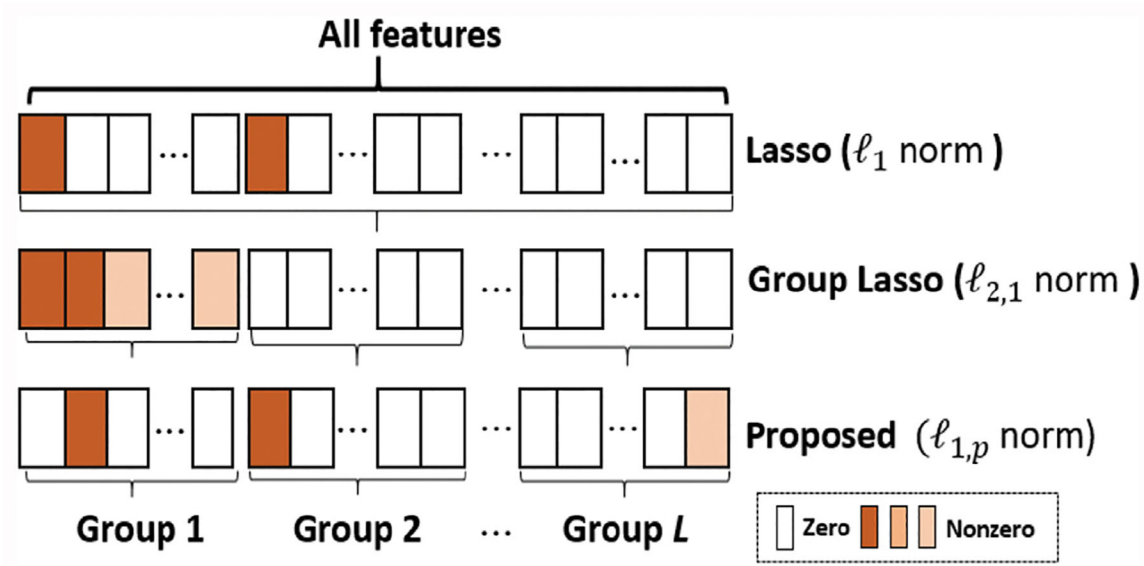 All features
... ... ... ... Lasso (ℓ₁ norm )
... ... ... ... Group Lasso (ℓ₂,₁ norm )
... ... ... ... Proposed (ℓ₁,ₚ norm)
Group 1 Group 2 ... Group L
Zero Nonzero